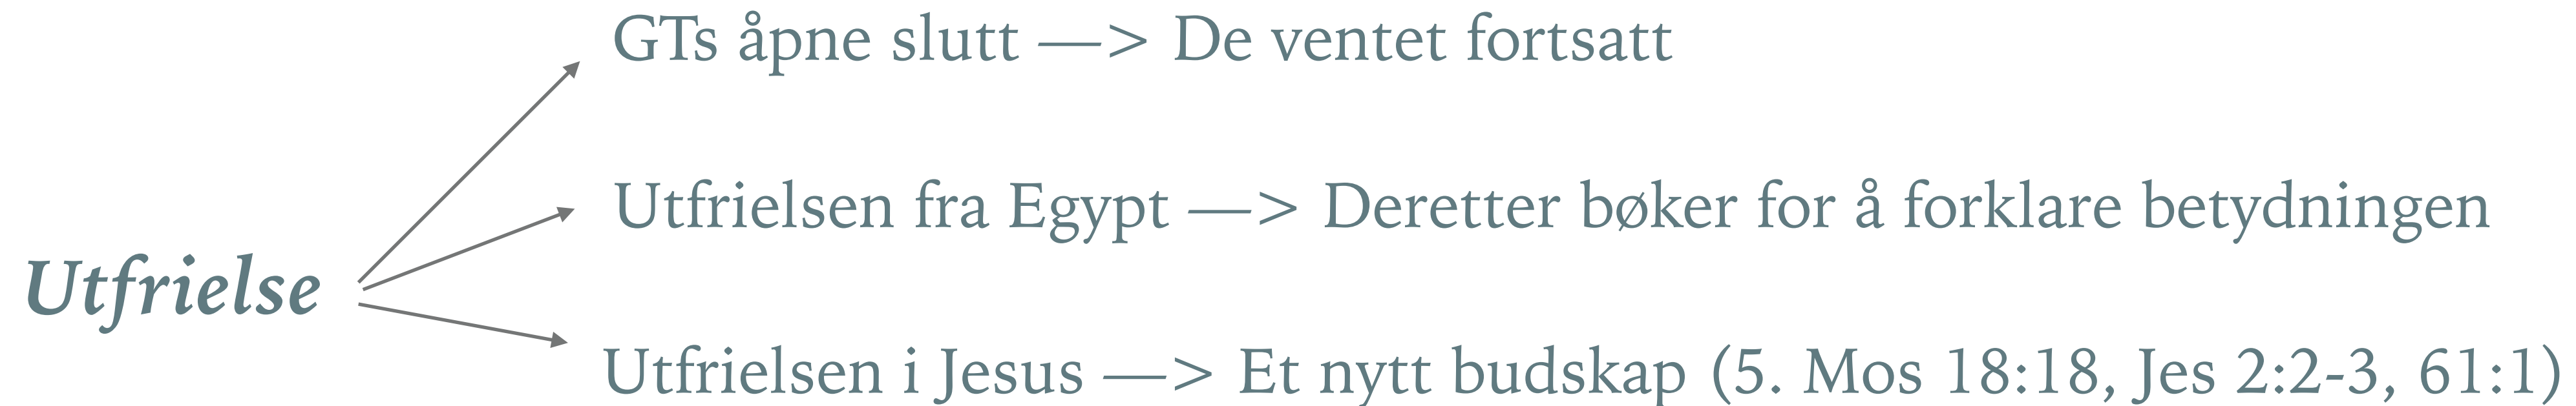 GTs åpne slutt —> De ventet fortsatt
Utfrielsen fra Egypt —> Deretter bøker for å forklare betydningen
Utfrielse
Utfrielsen i Jesus —> Et nytt budskap (5. Mos 18:18, Jes 2:2-3, 61:1)